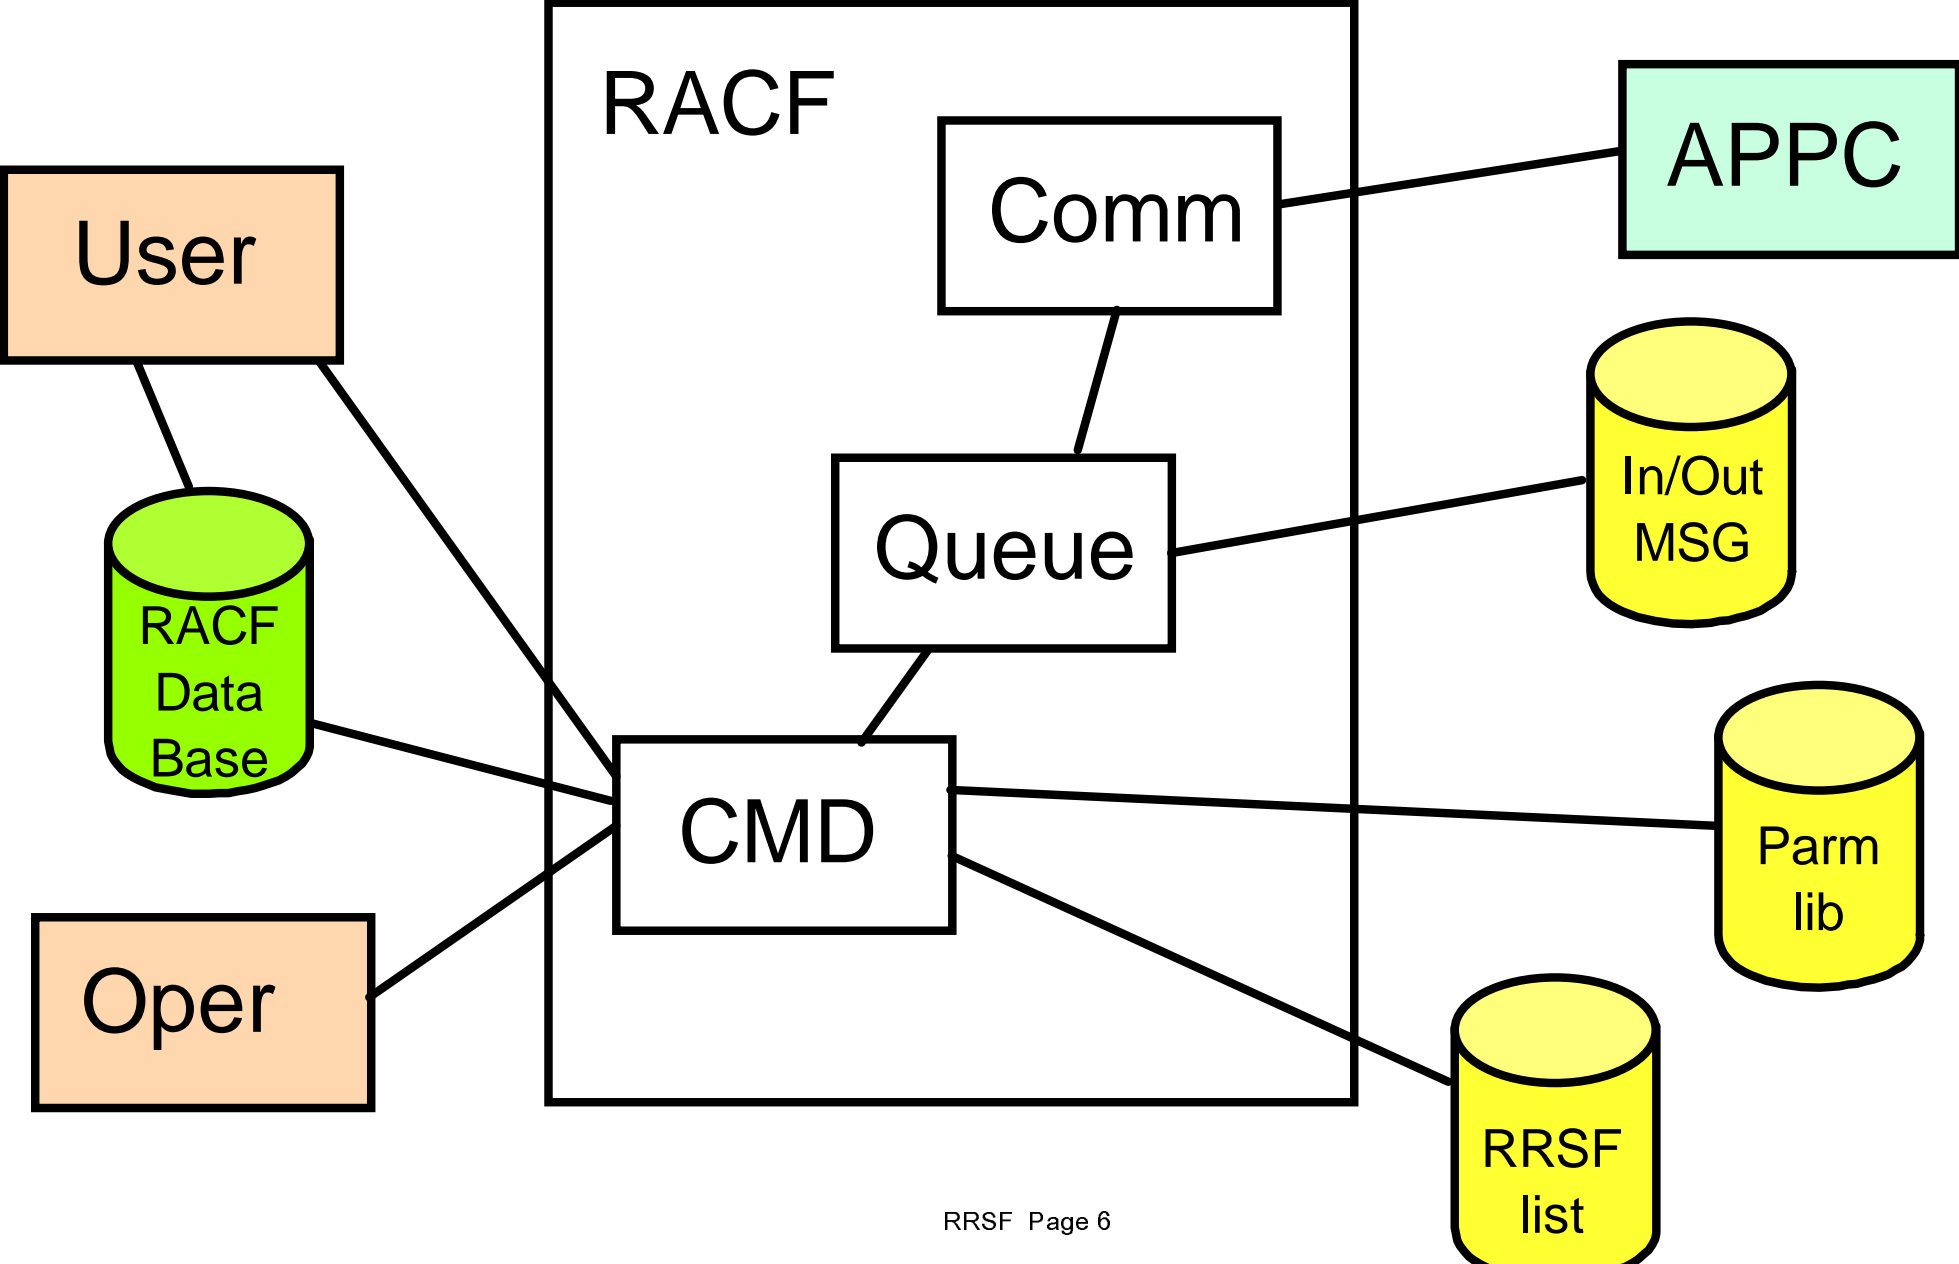 RACF
APPC
Comm
User
In/Out
MSG
Queue
RACF
Data
Base
CMD
Parm
lib
Oper
RRSF
list
RRSF  Page 6